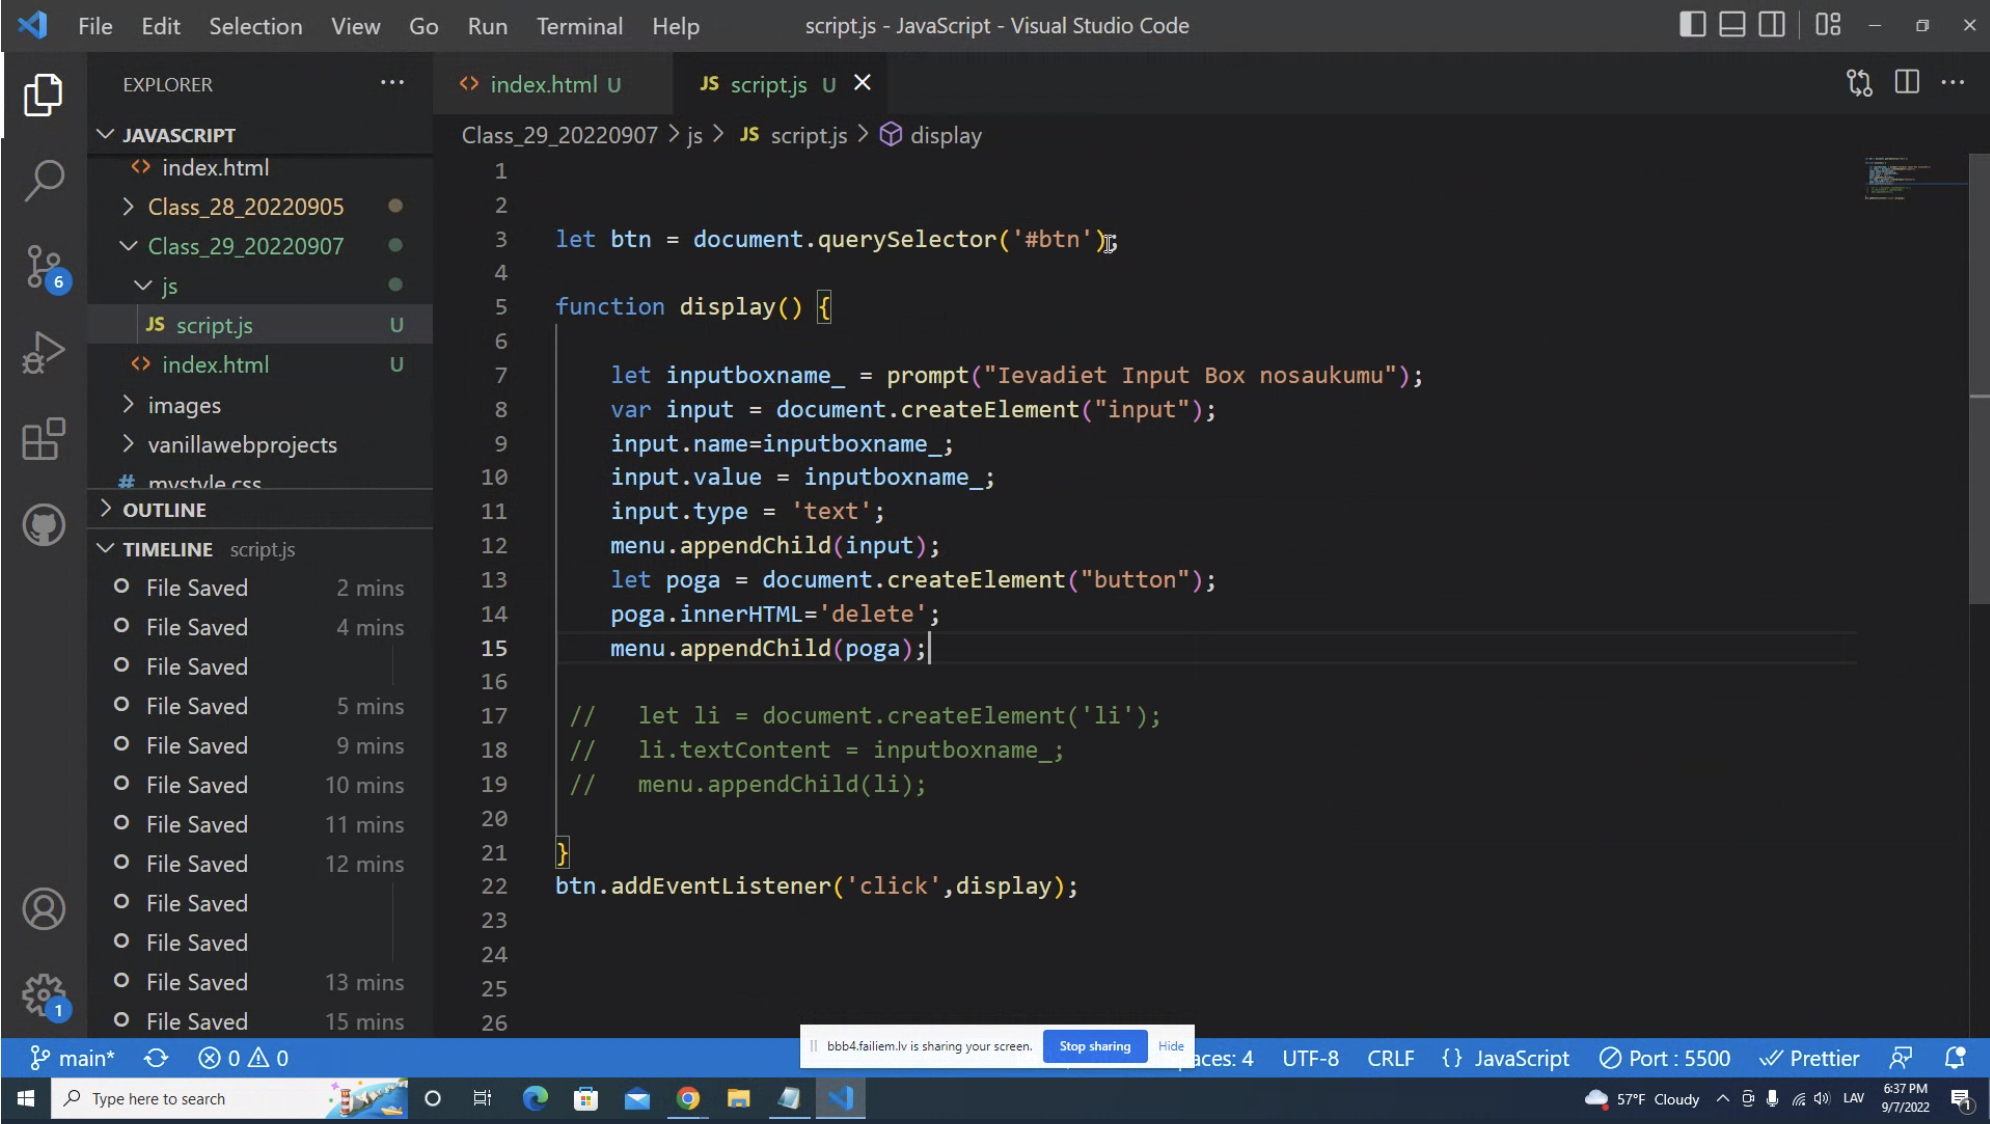 File Edit Selection View Go Run Terminal Help script.js - JavaScript - Visual Studio Code
EXPLORER ...
JAVASCRIPT
index.html
Class_28_20220905
Class_29_20220907
js
JS script.js U
index.html U
images
vanillawebprojects
# mystyle.css
OUTLINE
TIMELINE script.js
File Saved 2 mins
File Saved 4 mins
File Saved
File Saved 5 mins
File Saved 9 mins
File Saved 10 mins
File Saved 11 mins
File Saved 12 mins
File Saved
File Saved
File Saved 13 mins
File Saved 15 mins
6
1
index.html U JS script.js U
Class_29_20220907 > js > JS script.js > display
1
2
3 let btn = document.querySelector('#btn');
4
5 function display() {
6
7 let inputboxname_ = prompt("Ievadiet Input Box nosaukumu");
8 var input = document.createElement("input");
9 input.name=inputboxname_;
10 input.value = inputboxname_;
11 input.type = 'text';
12 menu.appendChild(input);
13 let poga = document.createElement("button");
14 poga.innerHTML='delete';
15 menu.appendChild(poga);
16
17 // let li = document.createElement('li');
18 // li.textContent = inputboxname_;
19 // menu.appendChild(li);
20
21 }
22 btn.addEventListener('click',display);
23
24
25
26
bbb4.failiem.lv is sharing your screen. Stop sharing Hide
main* 0 0 paces: 4 UTF-8 CRLF {} JavaScript Port : 5500 Prettier
Type here to search 57°F Cloudy LAV 6:37 PM
9/7/2022 1